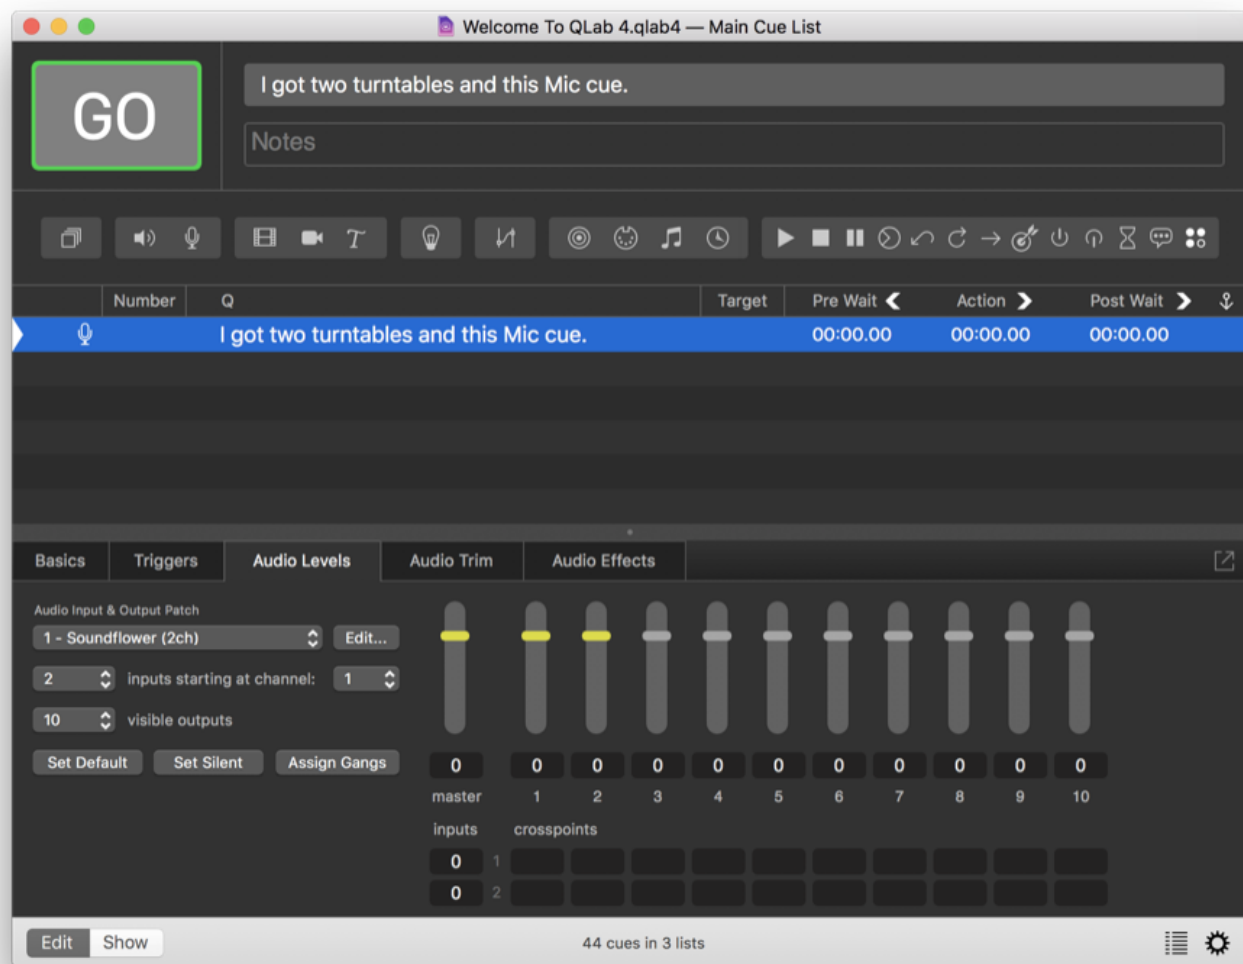 Welcome To QLab 4.qlab4 — Main Cue List
GO
I got two turntables and this Mic cue.
Notes
Number Q Target Pre Wait Action Post Wait
I got two turntables and this Mic cue. 00:00.00 00:00.00 00:00.00
Basics Triggers Audio Levels Audio Trim Audio Effects
Audio Input & Output Patch
1 - Soundflower (2ch) Edit...
2 inputs starting at channel: 1
10 visible outputs
Set Default Set Silent Assign Gangs
0 0 0 0 0 0 0 0 0 0 0
master 1 2 3 4 5 6 7 8 9 10
inputs crosspoints
0 1
0 2
Edit Show 44 cues in 3 lists